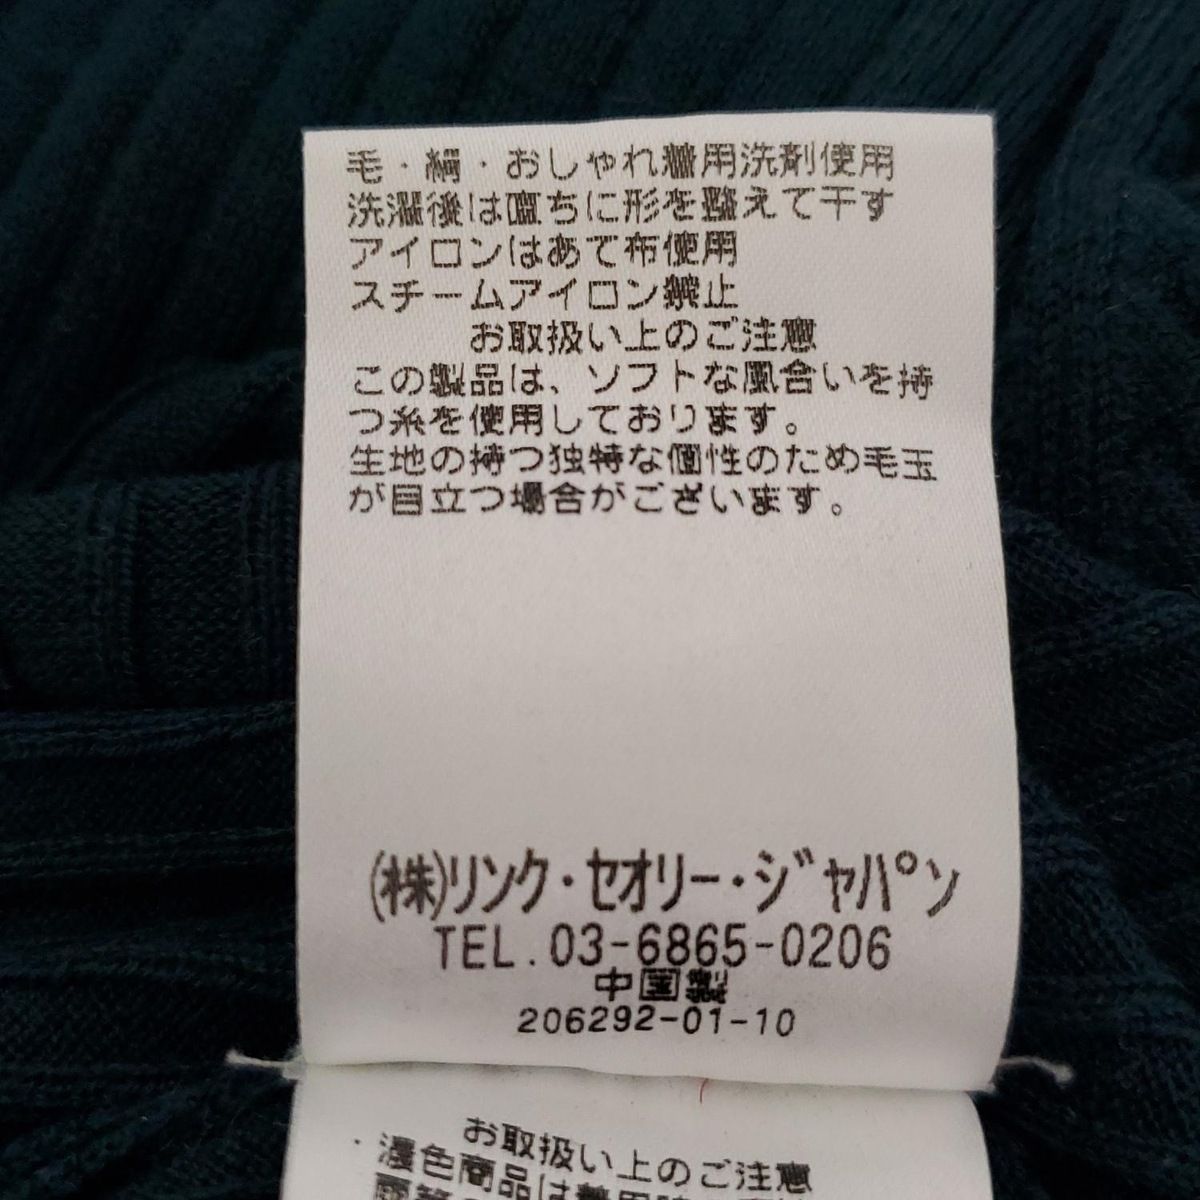 毛・絹・おしゃれ着用洗剤使用
洗濯後は直ちに形を整えて干す
アイロンはあて布使用
スチームアイロン禁止
お取扱い上のご注意
この製品は、ソフトな風合いを持
つ糸を使用しております。
生地の持つ独特な個性のため毛玉
が目立つ場合がございます。
(株)リンク・セオリー・ジャパン
TEL.03-6865-0206
中国製
206292-01-10
お取扱い上のご注意
・濃色商品は着用時